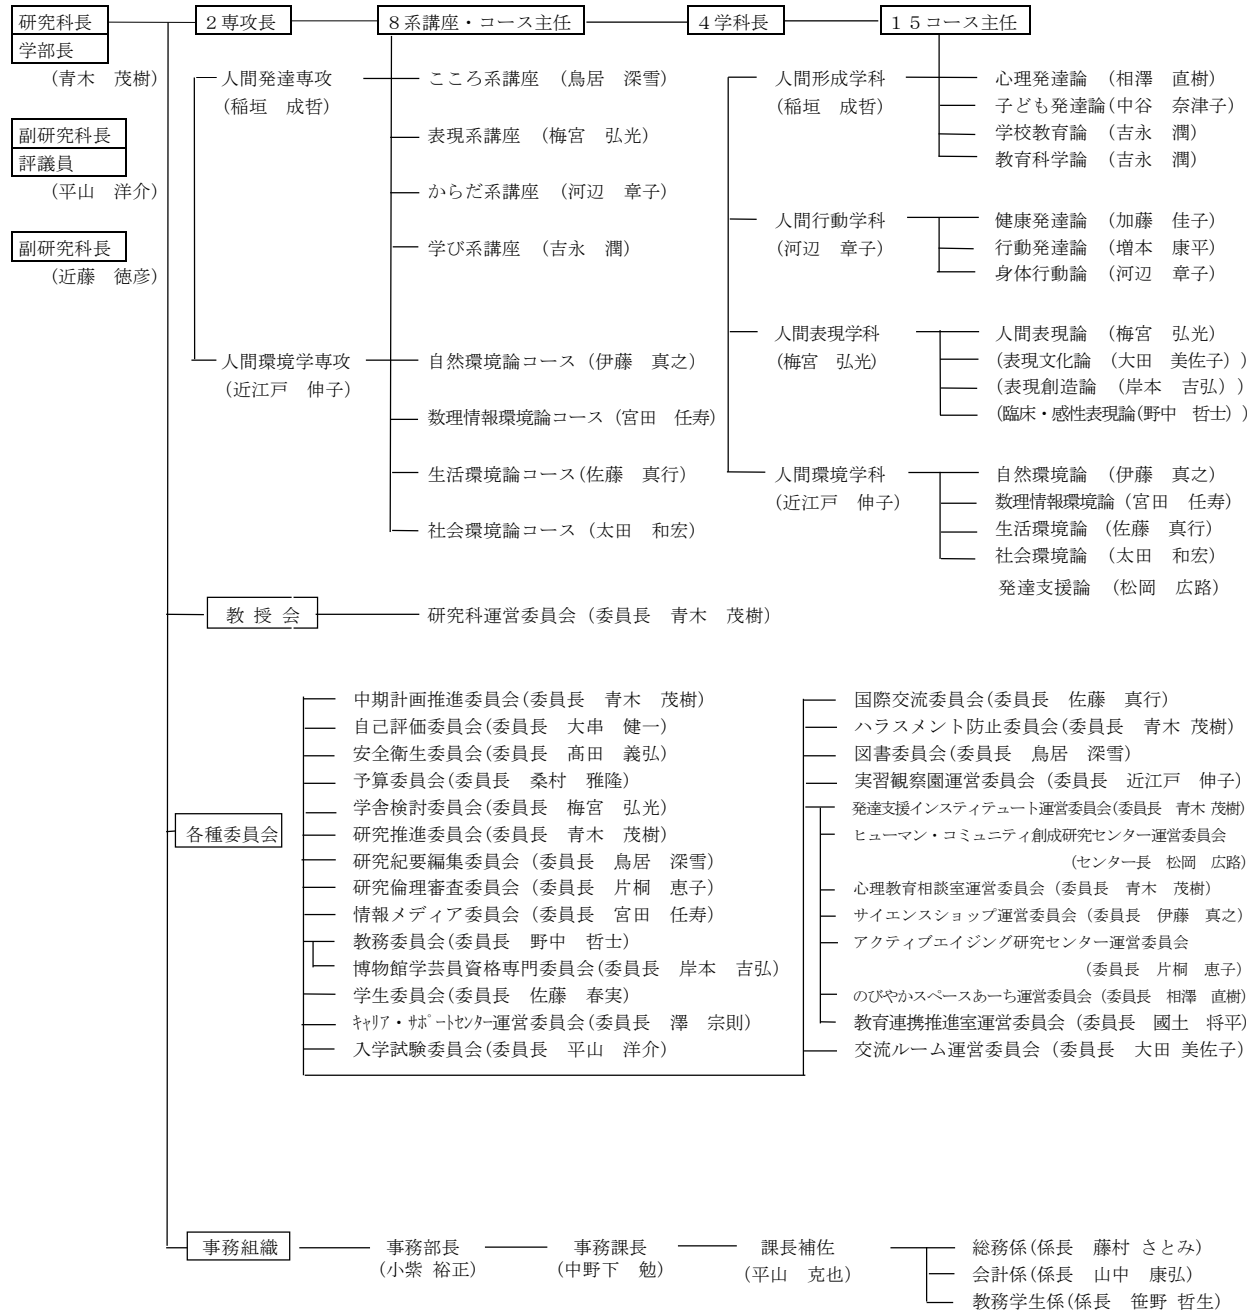 研究科長　２専攻長　８系講座・コース主任　４学科長　１５コース主任
学部長
(青木　茂樹)　人間発達専攻　こころ系講座　(鳥居　深雪)　人間形成学科　心理発達論　(相澤　直樹)
(稲垣　成哲)　(稲垣　成哲)　子ども発達論(中谷　奈津子)
副研究科長　表現系講座　(梅宮　弘光)　学校教育論　(吉永　潤)
評議員　教育科学論　(吉永　潤)
(平山　洋介)　からだ系講座　(河辺　章子)
人間行動学科　健康発達論　(加藤　佳子)
副研究科長　学び系講座　(吉永　潤)　(河辺　章子)　行動発達論　(増本　康平)
(近藤　徳彦)　身体行動論　(河辺　章子)
人間表現学科　人間表現論　(梅宮　弘光)
人間環境学専攻　自然環境論コース　(伊藤　真之)　(梅宮　弘光)　(表現文化論　(大田　美佐子))
(近江戸　伸子)　(表現創造論　(岸本　吉弘))
数理情報環境論コース　(宮田　任寿)　(臨床・感性表現論(野中　哲士))
生活環境論コース(佐藤　真行)　人間環境学科　自然環境論　(伊藤　真之)
(近江戸　伸子)　数理情報環境論　(宮田　任寿)
社会環境論コース　(太田　和宏)　生活環境論　(佐藤　真行)
社会環境論　(太田　和宏)
発達支援論　(松岡　広路)
教 授 会　研究科運営委員会　(委員長　青木　茂樹)
中期計画推進委員会(委員長　青木　茂樹)　国際交流委員会(委員長　佐藤　真行)
自己評価委員会(委員長　大串　健一)　ハラスメント防止委員会(委員長　青木 茂樹)
安全衛生委員会(委員長　髙田　義弘)　図書委員会(委員長　鳥居　深雪)
予算委員会(委員長　桑村　雅隆)　実習観察園運営委員会　(委員長　近江戸　伸子)
学舎検討委員会(委員長　梅宮　弘光)　発達支援インスティテュート運営委員会(委員長　青木 茂樹)
各種委員会　研究推進委員会(委員長　青木　茂樹)　ヒューマン・コミュニティ創成研究センター運営委員会
研究紀要編集委員会　(委員長　鳥居　深雪)　(センター長　松岡　広路)
研究倫理審査委員会　(委員長　片桐　恵子)　心理教育相談室運営委員会　(委員長　青木　茂樹)
情報メディア委員会　(委員長　宮田　任寿)　サイエンスショップ運営委員会　(委員長　伊藤　真之)
教務委員会(委員長　野中　哲士)　アクティブエイジング研究センター運営委員会
博物館学芸員資格専門委員会(委員長　岸本　吉弘)　(委員長　片桐　恵子)
学生委員会(委員長　佐藤　春実)　のびやかスペースあーち運営委員会　(委員長　相澤　直樹)
ｷｬﾘｱ・ｻﾎﾟｰﾄｾﾝﾀｰ運営委員会(委員長　澤　宗則)　教育連携推進室運営委員会　(委員長　國土　将平)
入学試験委員会(委員長　平山　洋介)　交流ルーム運営委員会　(委員長　大田 美佐子)
事務組織　事務部長　事務課長　課長補佐　総務係(係長　藤村 さとみ)
(小紫 裕正)　(中野下　勉)　(平山　克也)　会計係(係長　山中　康弘)
教務学生係(係長　笹野 哲生)